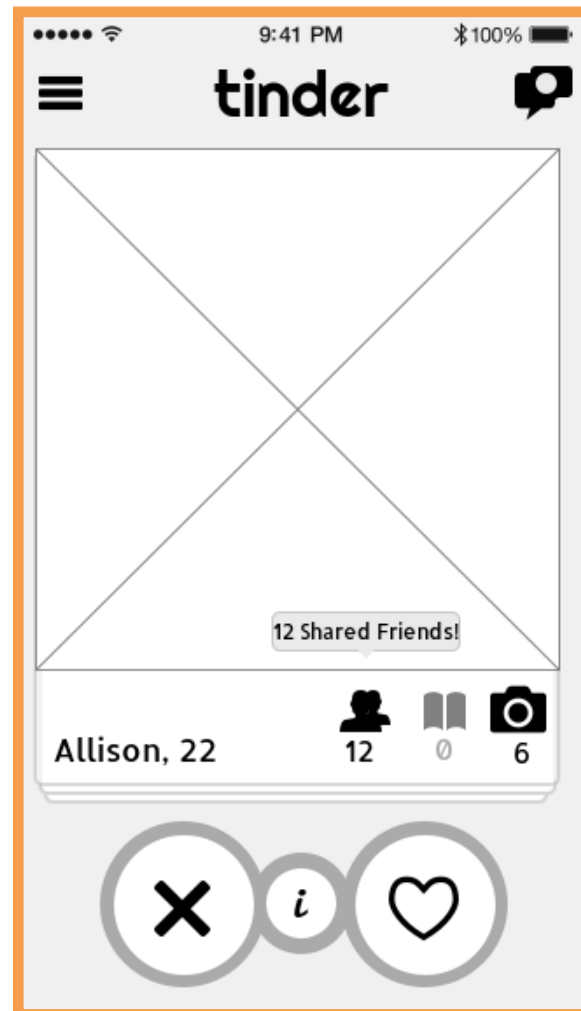 9:41 PM
100%
tinder
12 Shared Friends!
Allison, 22
12
0
6
i